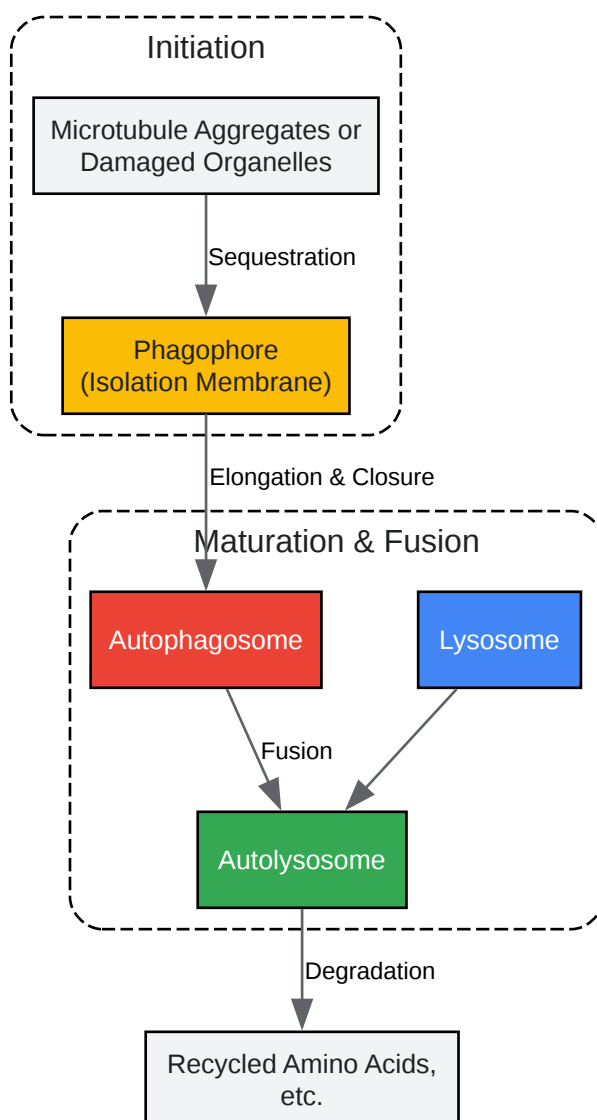 Initiation
Microtubule Aggregates or
Damaged Organelles
Sequestration
Phagophore
(Isolation Membrane)
Elongation & Closure
Maturation & Fusion
Autophagosome
Lysosome
Fusion
Autolysosome
Degradation
Recycled Amino Acids,
etc.